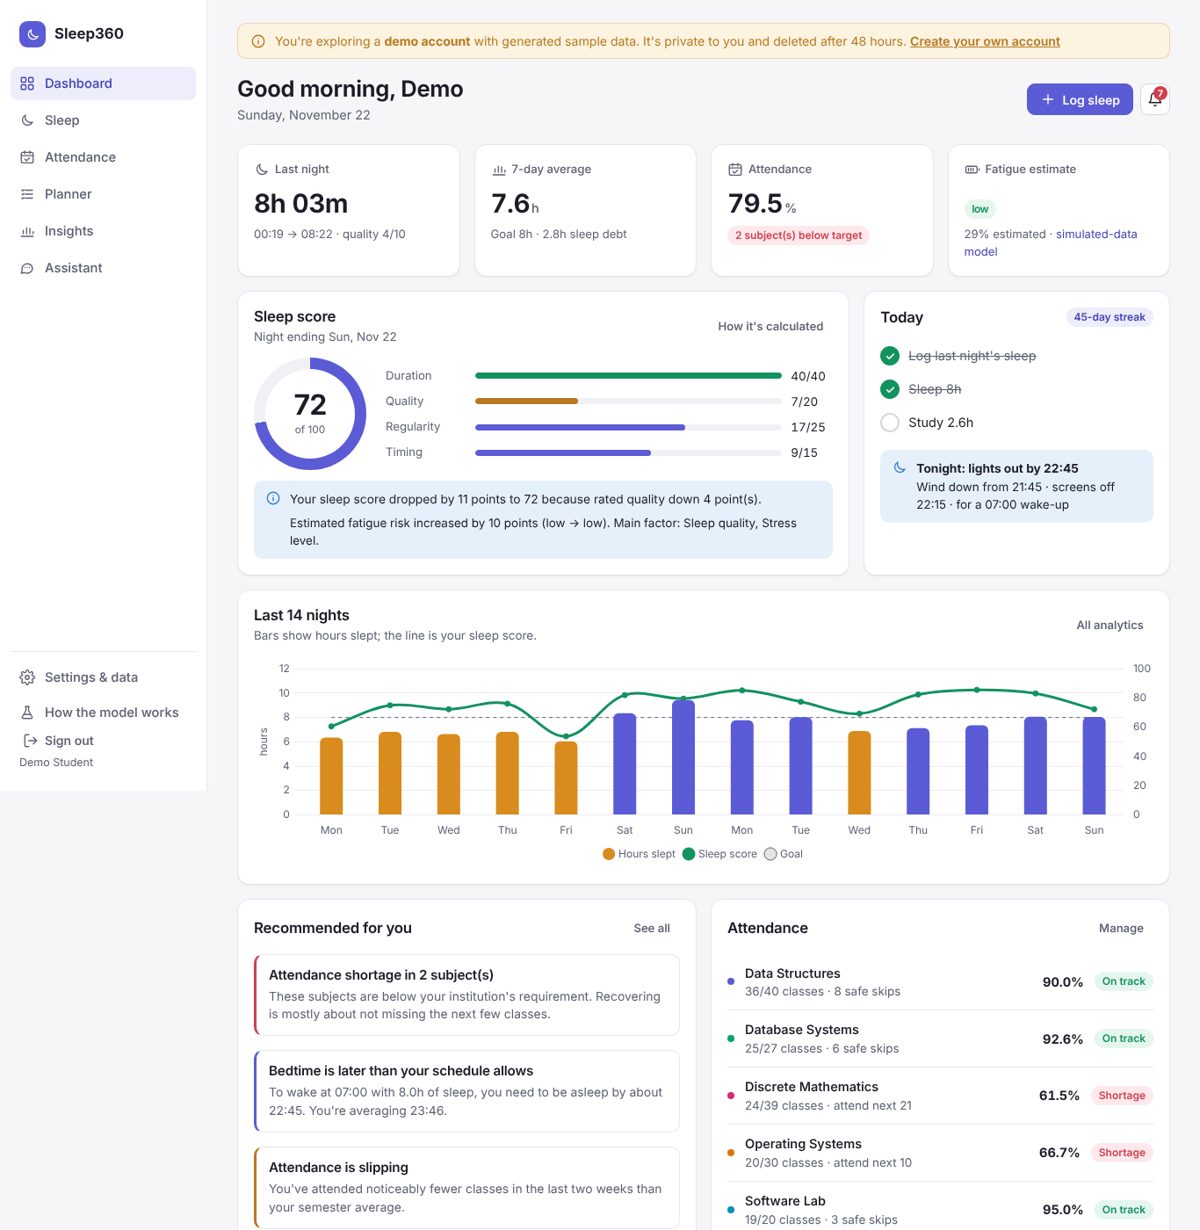 Sleep360
Dashboard
Sleep
Attendance
Planner
Insights
Assistant
Settings & data
How the model works
Sign out
Demo Student
You're exploring a demo account with generated sample data. It's private to you and deleted after 48 hours. Create your own account
Good morning, Demo
Sunday, November 22
Log sleep
7
Last night
8h 03m
00:19 → 08:22 · quality 4/10
7-day average
7.6h
Goal 8h · 2.8h sleep debt
Attendance
79.5%
2 subject(s) below target
Fatigue estimate
low
29% estimated · simulated-data
model
Sleep score
Night ending Sun, Nov 22
How it's calculated
72
of 100
Duration 40/40
Quality 7/20
Regularity 17/25
Timing 9/15
Your sleep score dropped by 11 points to 72 because rated quality down 4 point(s).
Estimated fatigue risk increased by 10 points (low → low). Main factor: Sleep quality, Stress
level.
Today
45-day streak
Log last night's sleep
Sleep 8h
Study 2.6h
Tonight: lights out by 22:45
Wind down from 21:45 · screens off
22:15 · for a 07:00 wake-up
Last 14 nights
Bars show hours slept; the line is your sleep score.
All analytics
hours
12
10
8
6
4
2
0
100
80
60
40
20
0
Mon Tue Wed Thu Fri Sat Sun Mon Tue Wed Thu Fri Sat Sun
Hours slept Sleep score Goal
Recommended for you
See all
Attendance shortage in 2 subject(s)
These subjects are below your institution's requirement. Recovering
is mostly about not missing the next few classes.
Bedtime is later than your schedule allows
To wake at 07:00 with 8.0h of sleep, you need to be asleep by about
22:45. You're averaging 23:46.
Attendance is slipping
You've attended noticeably fewer classes in the last two weeks than
your semester average.
Attendance
Manage
Data Structures
36/40 classes · 8 safe skips
90.0% On track
Database Systems
25/27 classes · 6 safe skips
92.6% On track
Discrete Mathematics
24/39 classes · attend next 21
61.5% Shortage
Operating Systems
20/30 classes · attend next 10
66.7% Shortage
Software Lab
19/20 classes · 3 safe skips
95.0% On track